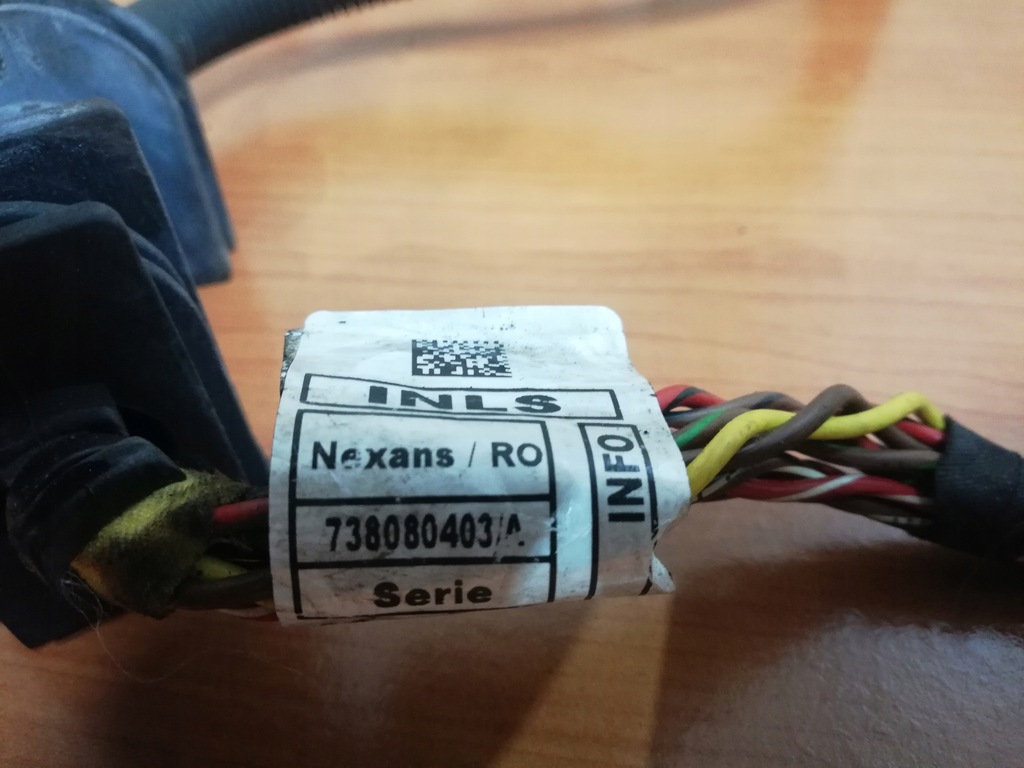 INLS
Nexans / RO
738080403/A.
Serie
INFO